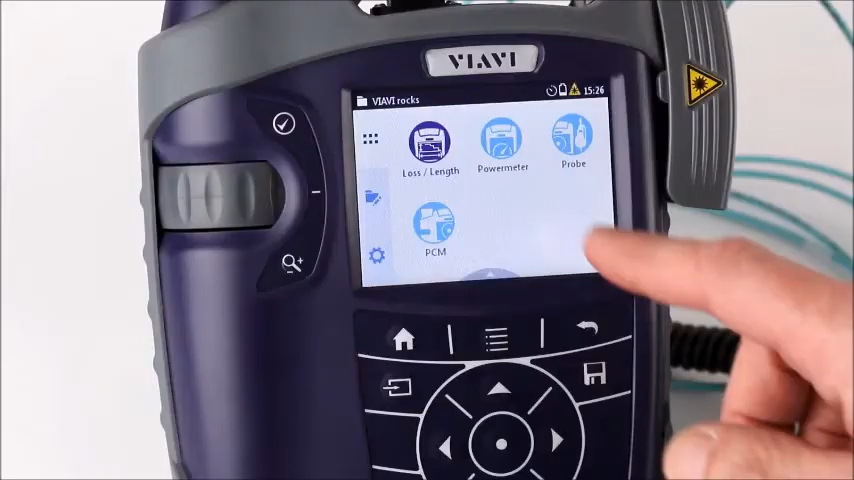 VIAVI
VIAVI rocks
15:26
Loss / Length
Powermeter
Probe
PCM